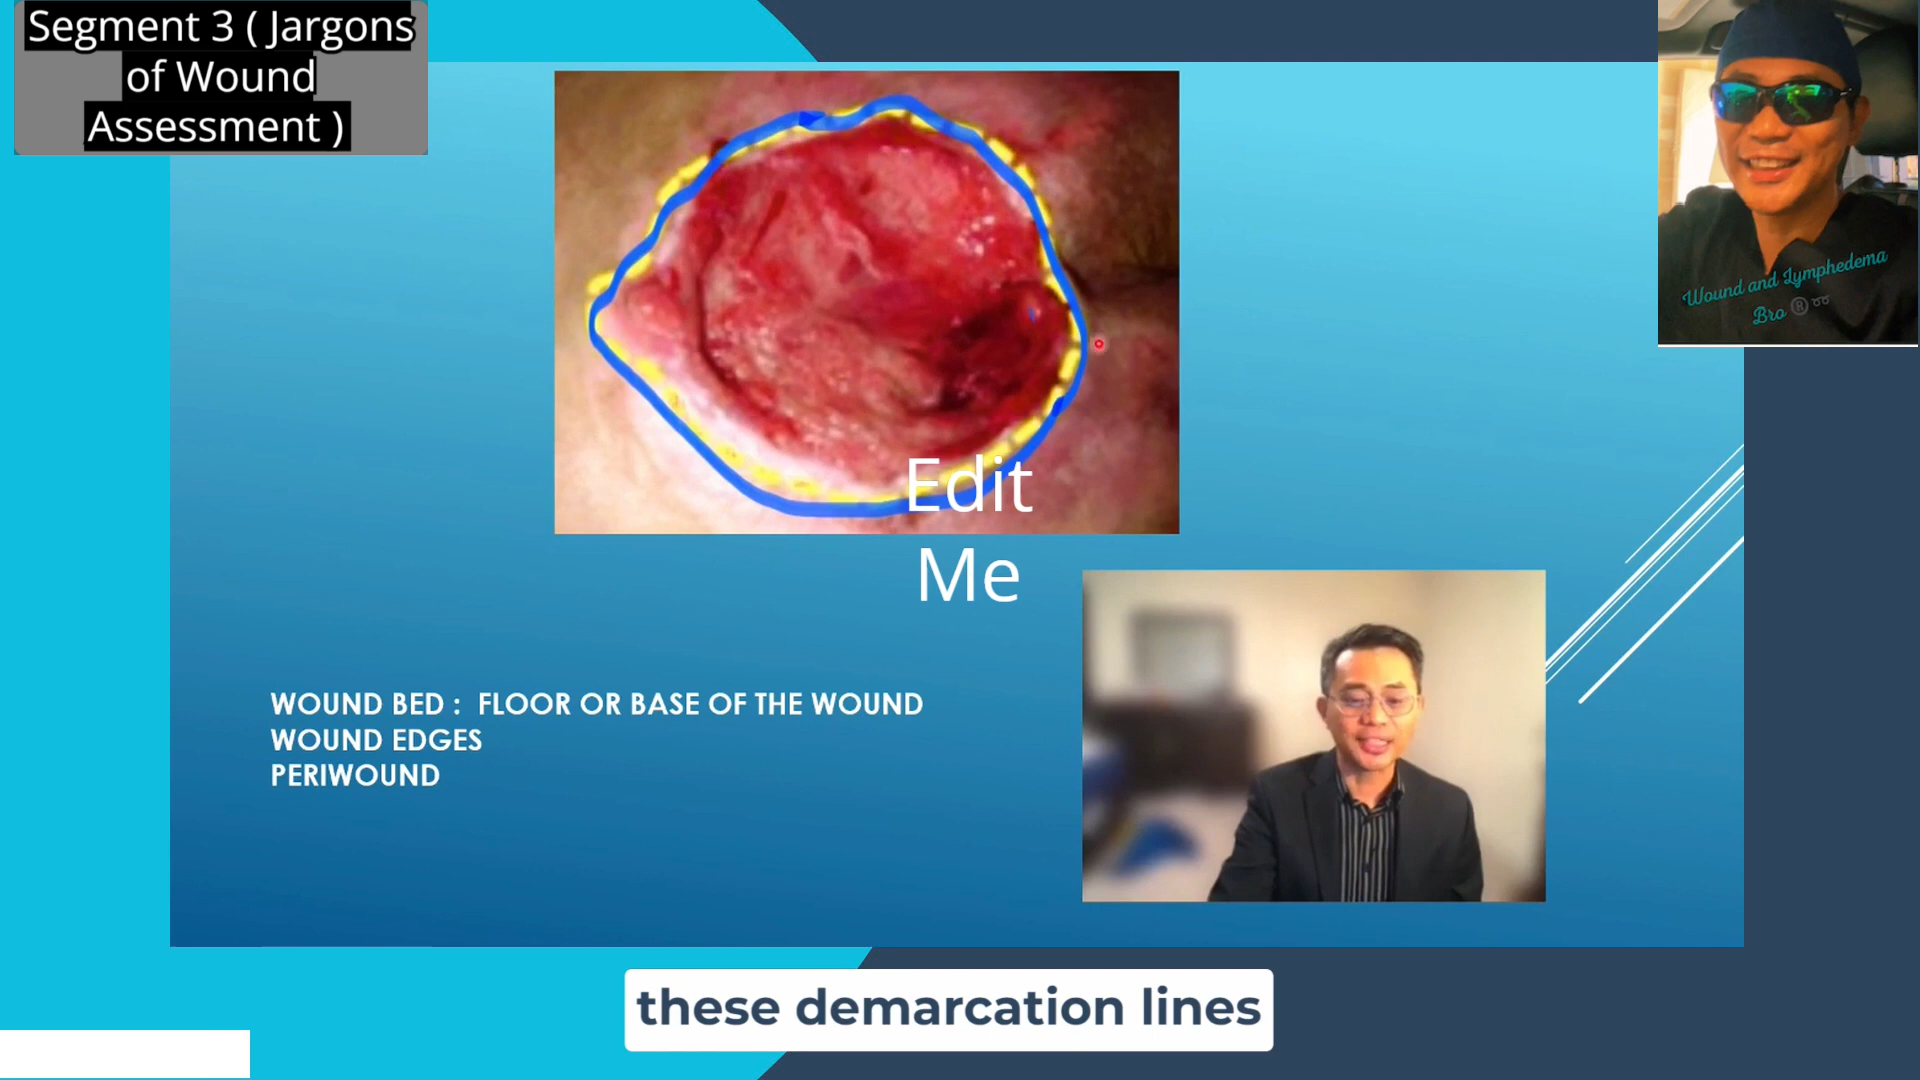 Segment 3 ( Jargons
of Wound
Assessment )
Wound and Lymphedema
Bro ®
Edit
Me
WOUND BED : FLOOR OR BASE OF THE WOUND
WOUND EDGES
PERIWOUND
these demarcation lines